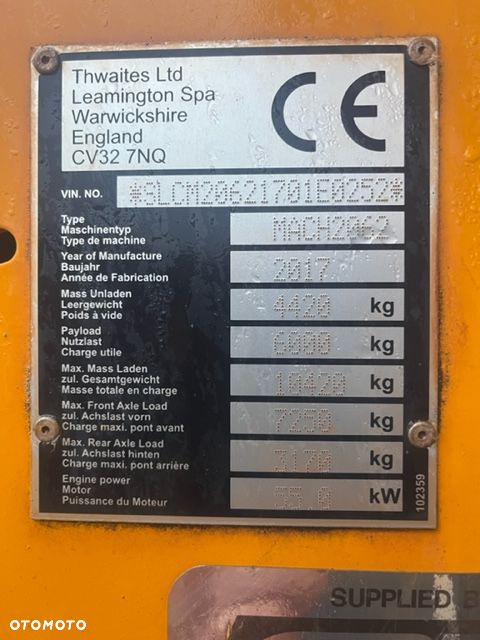 Thwaites Ltd
Leamington Spa
Warwickshire
England
CV32 7NQ
CE
VIN. NO. *SLCM20621701E0252*
Type
Maschinentyp
Type de machine
MACH2062
Year of Manufacture
Baujahr
Année de Fabrication
2017
Mass Unladen
Leergewicht
Poids à vide
4420 kg
Payload
Nutzlast
Charge utile
6000 kg
Max. Mass Laden
zul. Gesamtgewicht
Masse totale en charge
10420 kg
Max. Front Axle Load
zul. Achslast vorn
Charge maxi. pont avant
7250 kg
Max. Rear Axle Load
zul. Achslast hinten
Charge maxi. pont arrière
3170 kg
Engine power
Motor
Puissance du Moteur
kW
102359
SUPPLIED
OTOMOTO